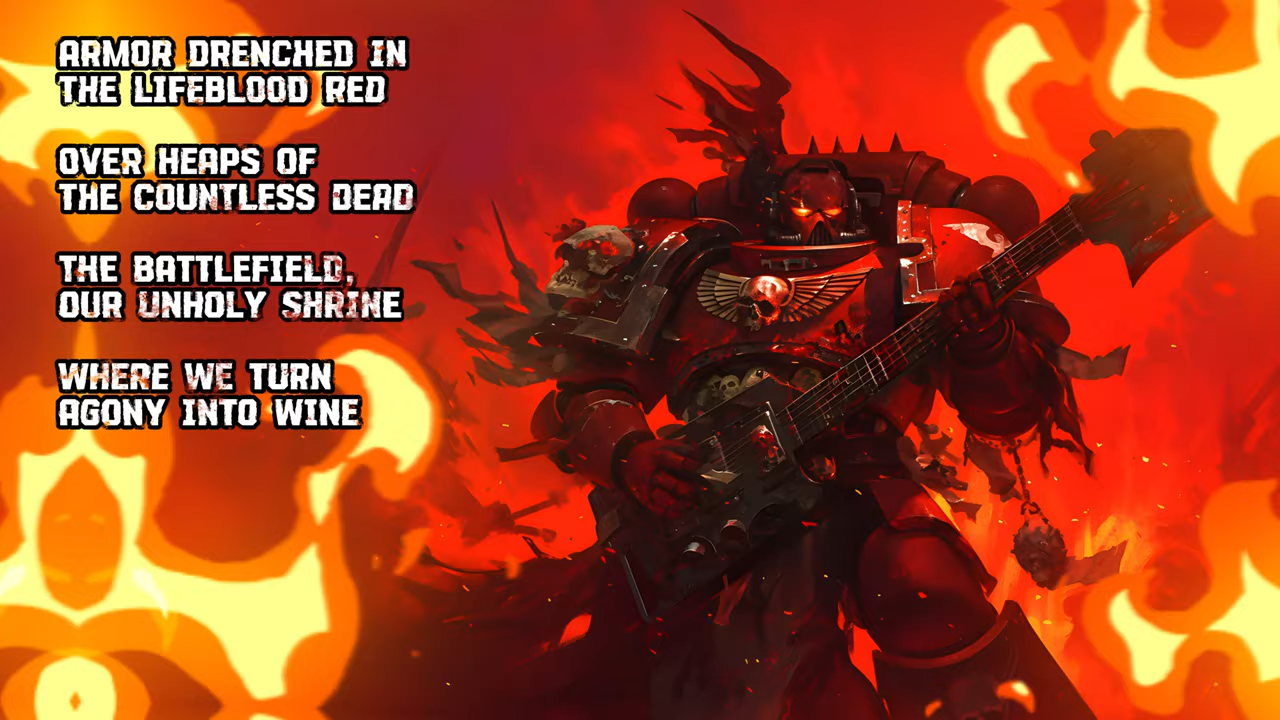 ARMOR DRENCHED IN
THE LIFEBLOOD RED
OVER HEAPS OF
THE COUNTLESS DEAD
THE BATTLEFIELD,
OUR UNHOLY SHRINE
WHERE WE TURN
AGONY INTO WINE